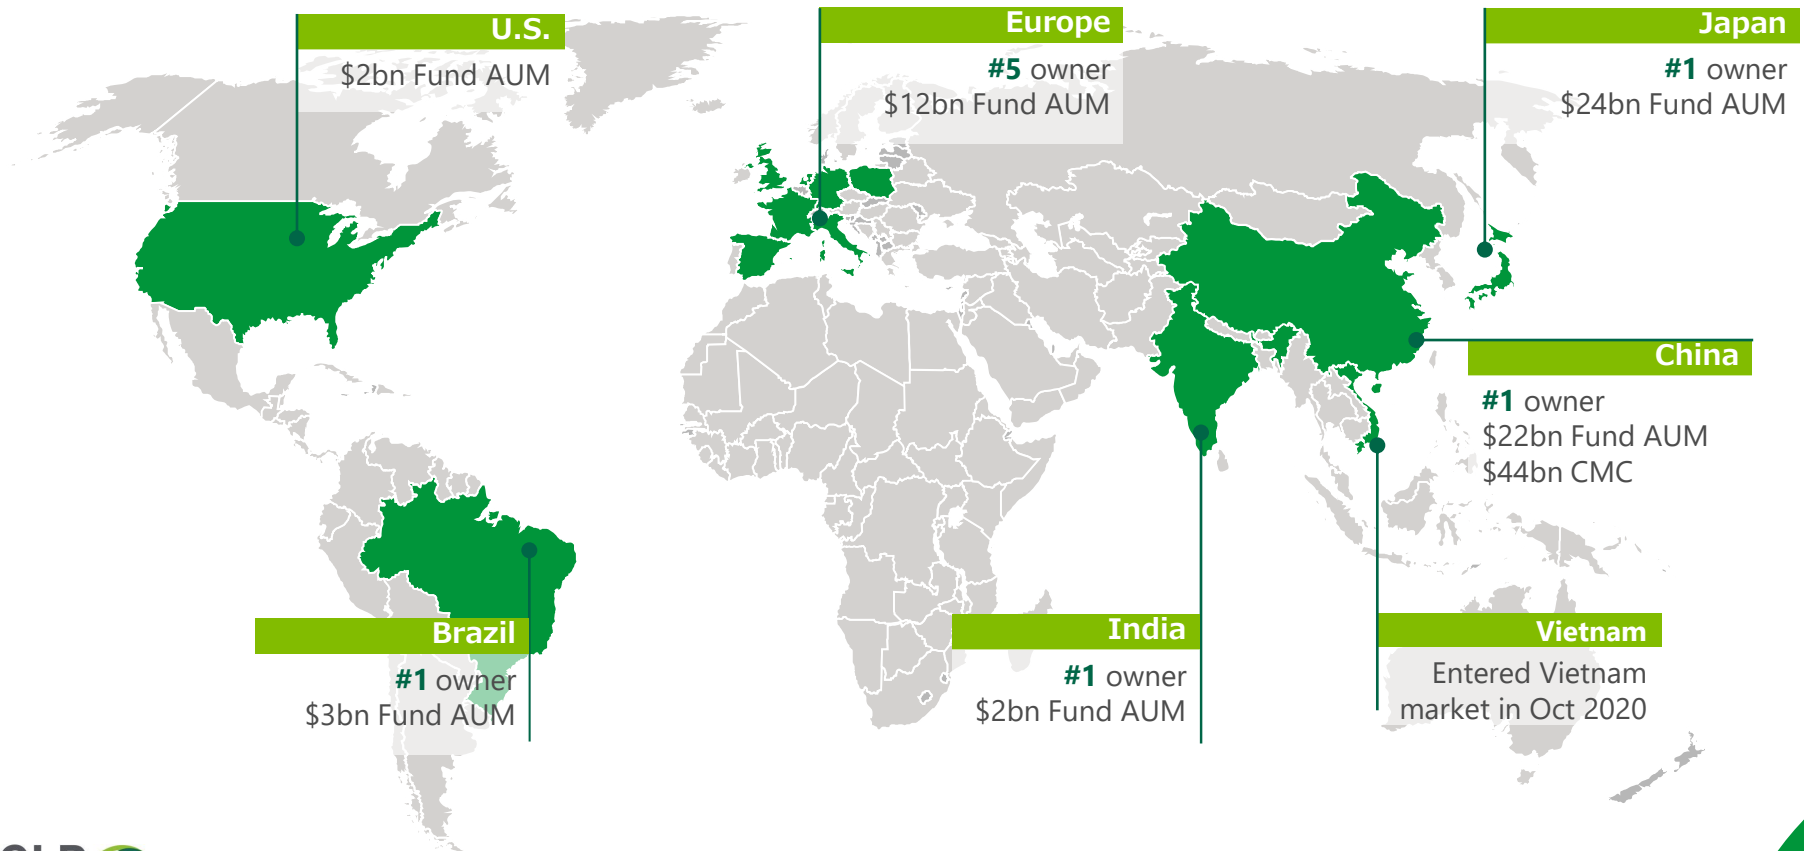 U.S.
$2bn Fund AUM
Europe
#5 owner
$12bn Fund AUM
Japan
#1 owner
$24bn Fund AUM
China
#1 owner
$22bn Fund AUM
$44bn CMC
Brazil
#1 owner
$3bn Fund AUM
India
#1 owner
$2bn Fund AUM
Vietnam
Entered Vietnam
market in Oct 2020